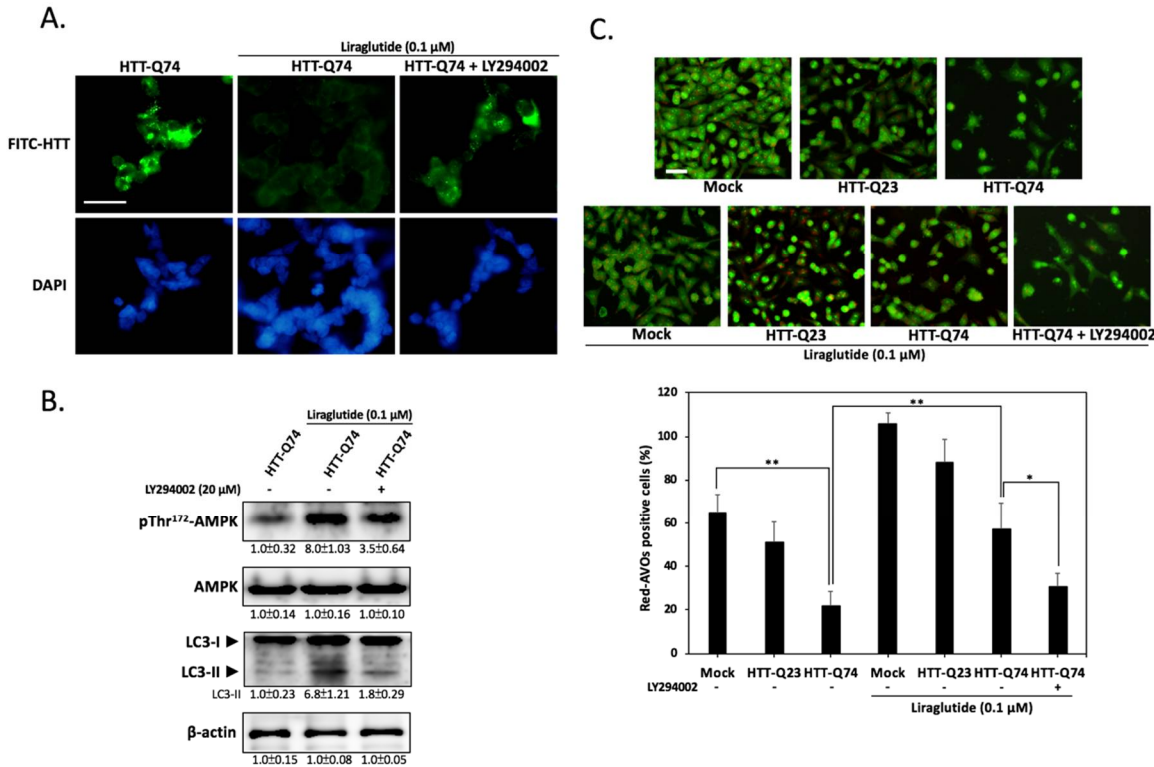 A.
Liraglutide (0.1 µM)
HTT-Q74 HTT-Q74 HTT-Q74 + LY294002
FITC-HTT
DAPI
B.
Liraglutide (0.1 µM)
HTT-Q74 HTT-Q74 HTT-Q74
LY294002 (20 µM) - - +
pThr¹⁷²-AMPK
1.0±0.32 8.0±1.03 3.5±0.64
AMPK
1.0±0.14 1.0±0.16 1.0±0.10
LC3-I
LC3-II
LC3-II 1.0±0.23 6.8±1.21 1.8±0.29
β-actin
1.0±0.15 1.0±0.08 1.0±0.05
C.
Mock HTT-Q23 HTT-Q74
Mock HTT-Q23 HTT-Q74 HTT-Q74 + LY294002
Liraglutide (0.1 µM)
Red-AVOs positive cells (%)
120
100
80
60
40
20
0
**
**
*
Mock HTT-Q23 HTT-Q74 Mock HTT-Q23 HTT-Q74 HTT-Q74
LY294002 - - - - - - +
Liraglutide (0.1 µM)